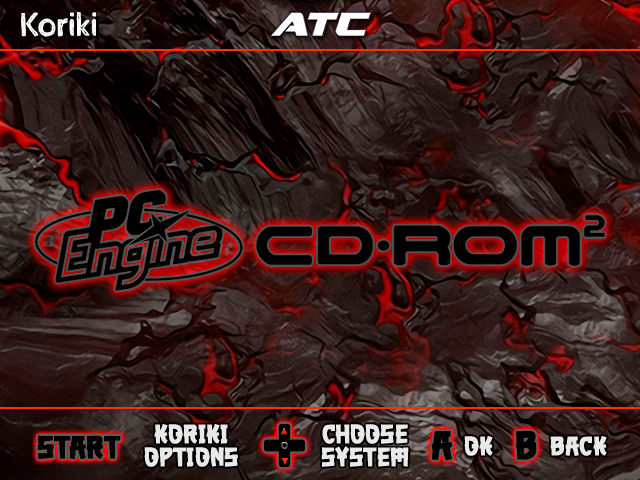 Koriki
ATC
PC Engine CD·ROM²
START KORIKI OPTIONS CHOOSE SYSTEM A OK B BACK